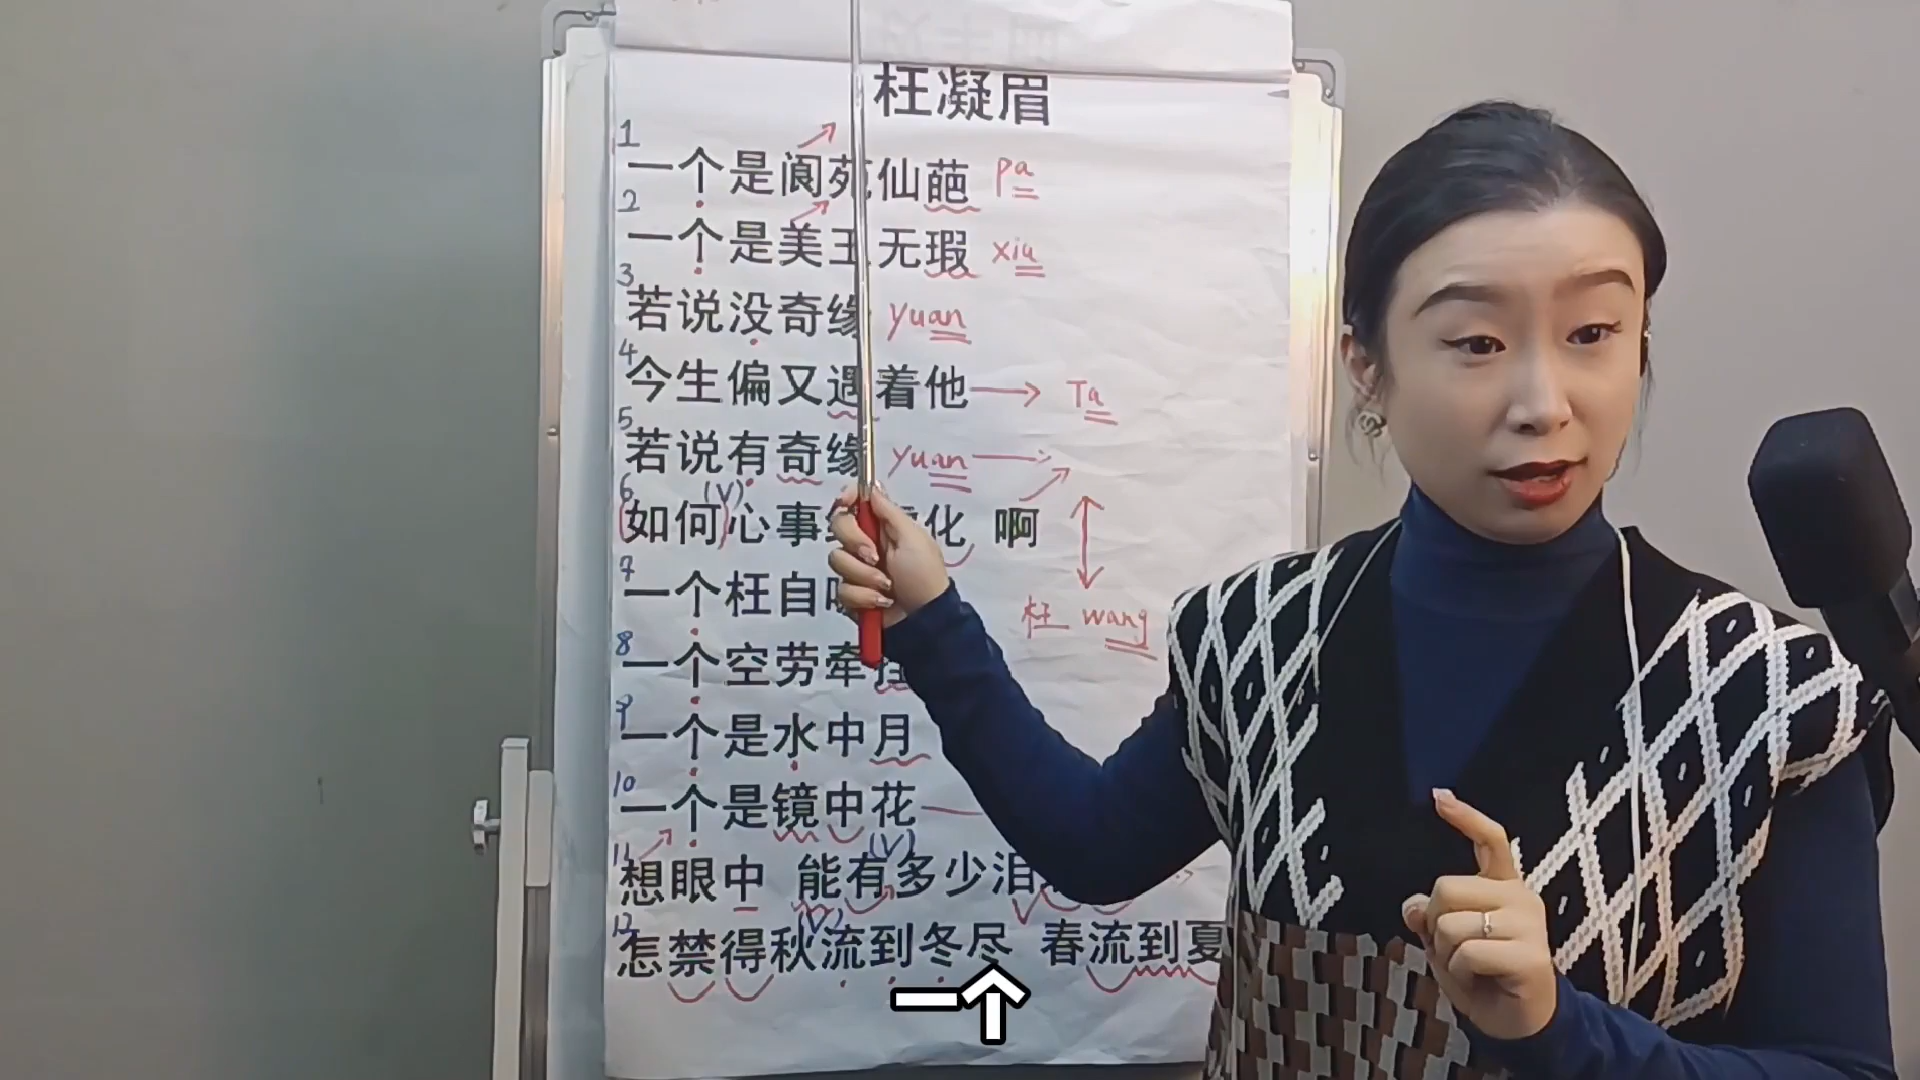 枉凝眉
1
一个是阆苑仙葩 pa
2
一个是美玉无瑕 xia
3
若说没奇缘 yuan
4
今生偏又遇着他 Ta
5
若说有奇缘 yuan
6 (V)
如何心事 化 啊
7
一个枉自 枉 wang
8
一个空劳牵挂
9
一个是水中月
10
一个是镜中花
11 (V)
想眼中 能有多少泪
12 (V)
怎禁得秋流到冬尽 春流到夏
一个